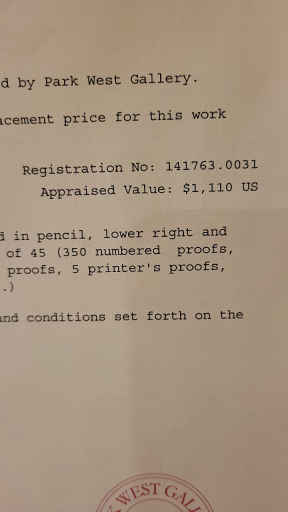 d by Park West Gallery.
acement price for this work
Registration No: 141763.0031
Appraised Value: $1,110 US
d in pencil, lower right and
of 45 (350 numbered proofs,
proofs, 5 printer's proofs,
.)
and conditions set forth on the
K WEST GAL